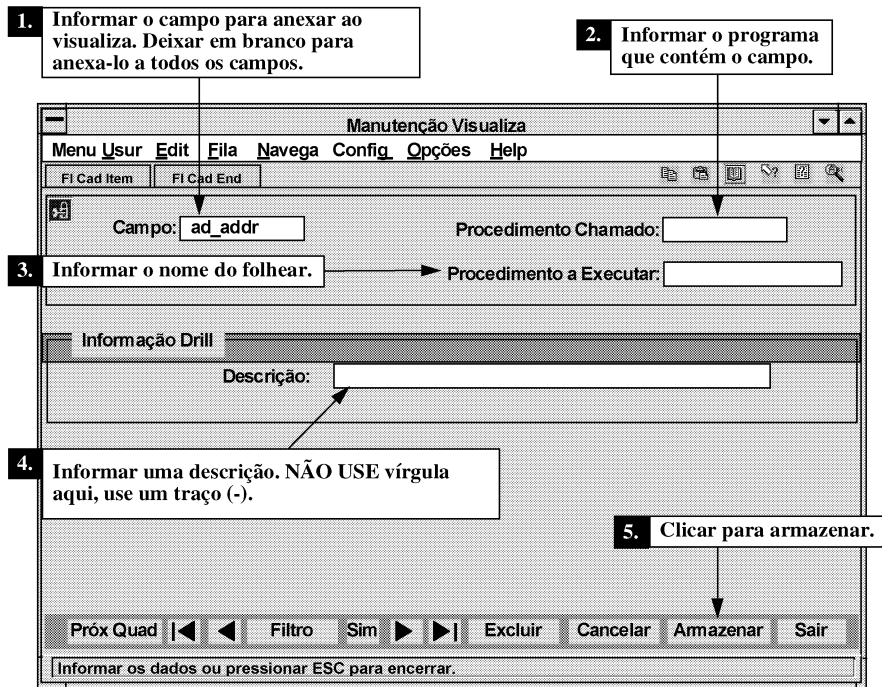 1. Informar o campo para anexar ao
visualiza. Deixar em branco para
anexa-lo a todos os campos.
2. Informar o programa
que contém o campo.
Manutenção Visualiza
Menu Usur Edit Fila Navega Config Opções Help
Fl Cad Item Fl Cad End
Campo: ad_addr Procedimento Chamado:
3. Informar o nome do folhear. Procedimento a Executar:
Informação Drill
Descrição:
4. Informar uma descrição. NÃO USE vírgula
aqui, use um traço (-).
5. Clicar para armazenar.
Próx Quad Filtro Sim Excluir Cancelar Armazenar Sair
Informar os dados ou pressionar ESC para encerrar.